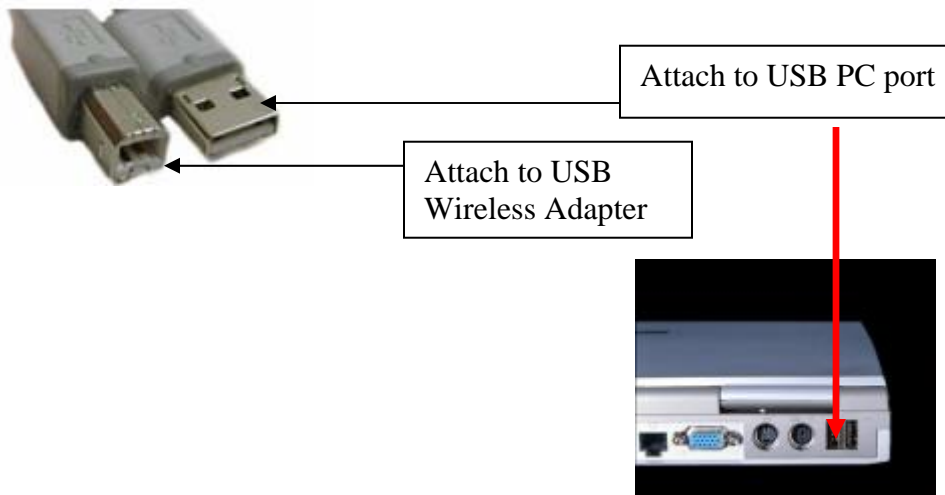 Attach to USB PC port
Attach to USB
Wireless Adapter